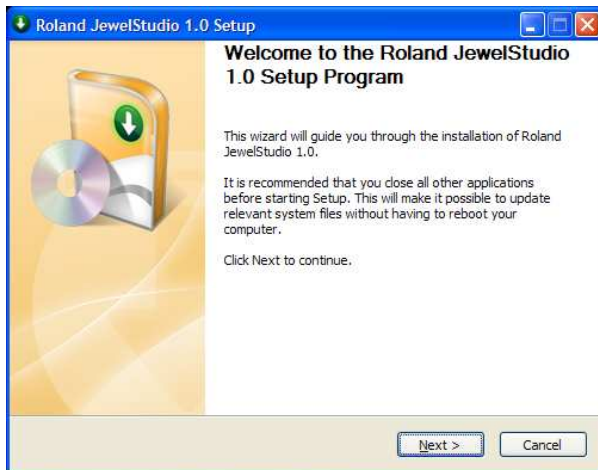 Roland JewelStudio 1.0 Setup
Welcome to the Roland JewelStudio
1.0 Setup Program
This wizard will guide you through the installation of Roland
JewelStudio 1.0.
It is recommended that you close all other applications
before starting Setup. This will make it possible to update
relevant system files without having to reboot your
computer.
Click Next to continue.
Next >
Cancel